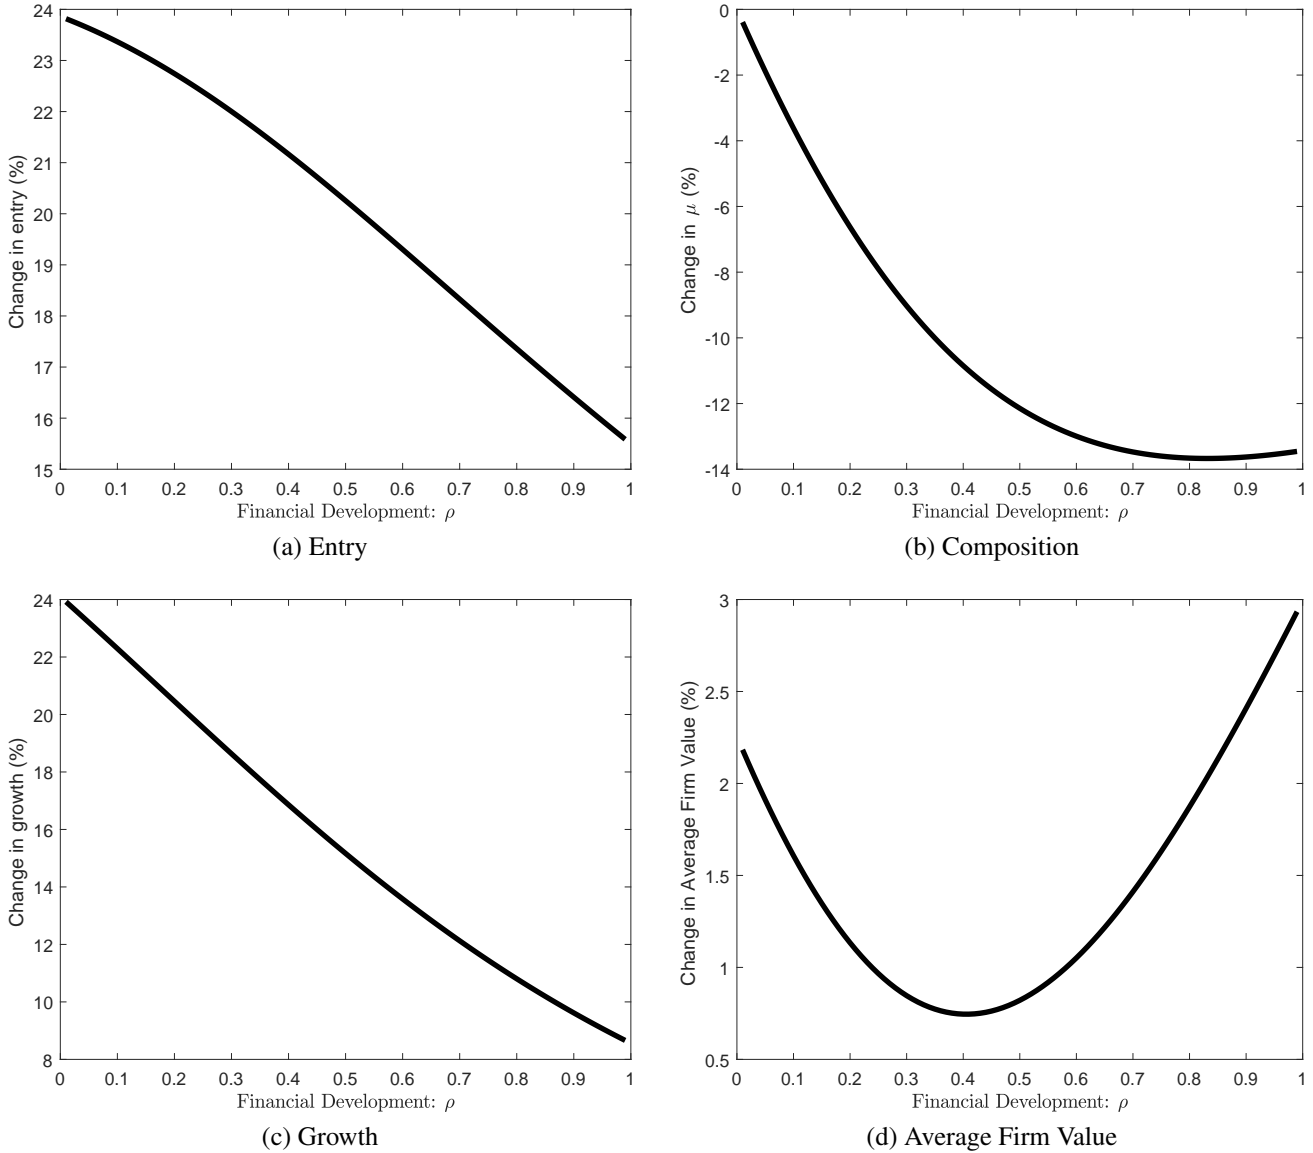 24
23
22
21
20
19
18
17
16
15
Change in entry (%)
0 0.1 0.2 0.3 0.4 0.5 0.6 0.7 0.8 0.9 1
Financial Development: ρ
(a) Entry
0
-2
-4
-6
-8
-10
-12
-14
Change in μ (%)
0 0.1 0.2 0.3 0.4 0.5 0.6 0.7 0.8 0.9 1
Financial Development: ρ
(b) Composition
24
22
20
18
16
14
12
10
8
Change in growth (%)
0 0.1 0.2 0.3 0.4 0.5 0.6 0.7 0.8 0.9 1
Financial Development: ρ
(c) Growth
3
2.5
2
1.5
1
0.5
Change in Average Firm Value (%)
0 0.1 0.2 0.3 0.4 0.5 0.6 0.7 0.8 0.9 1
Financial Development: ρ
(d) Average Firm Value